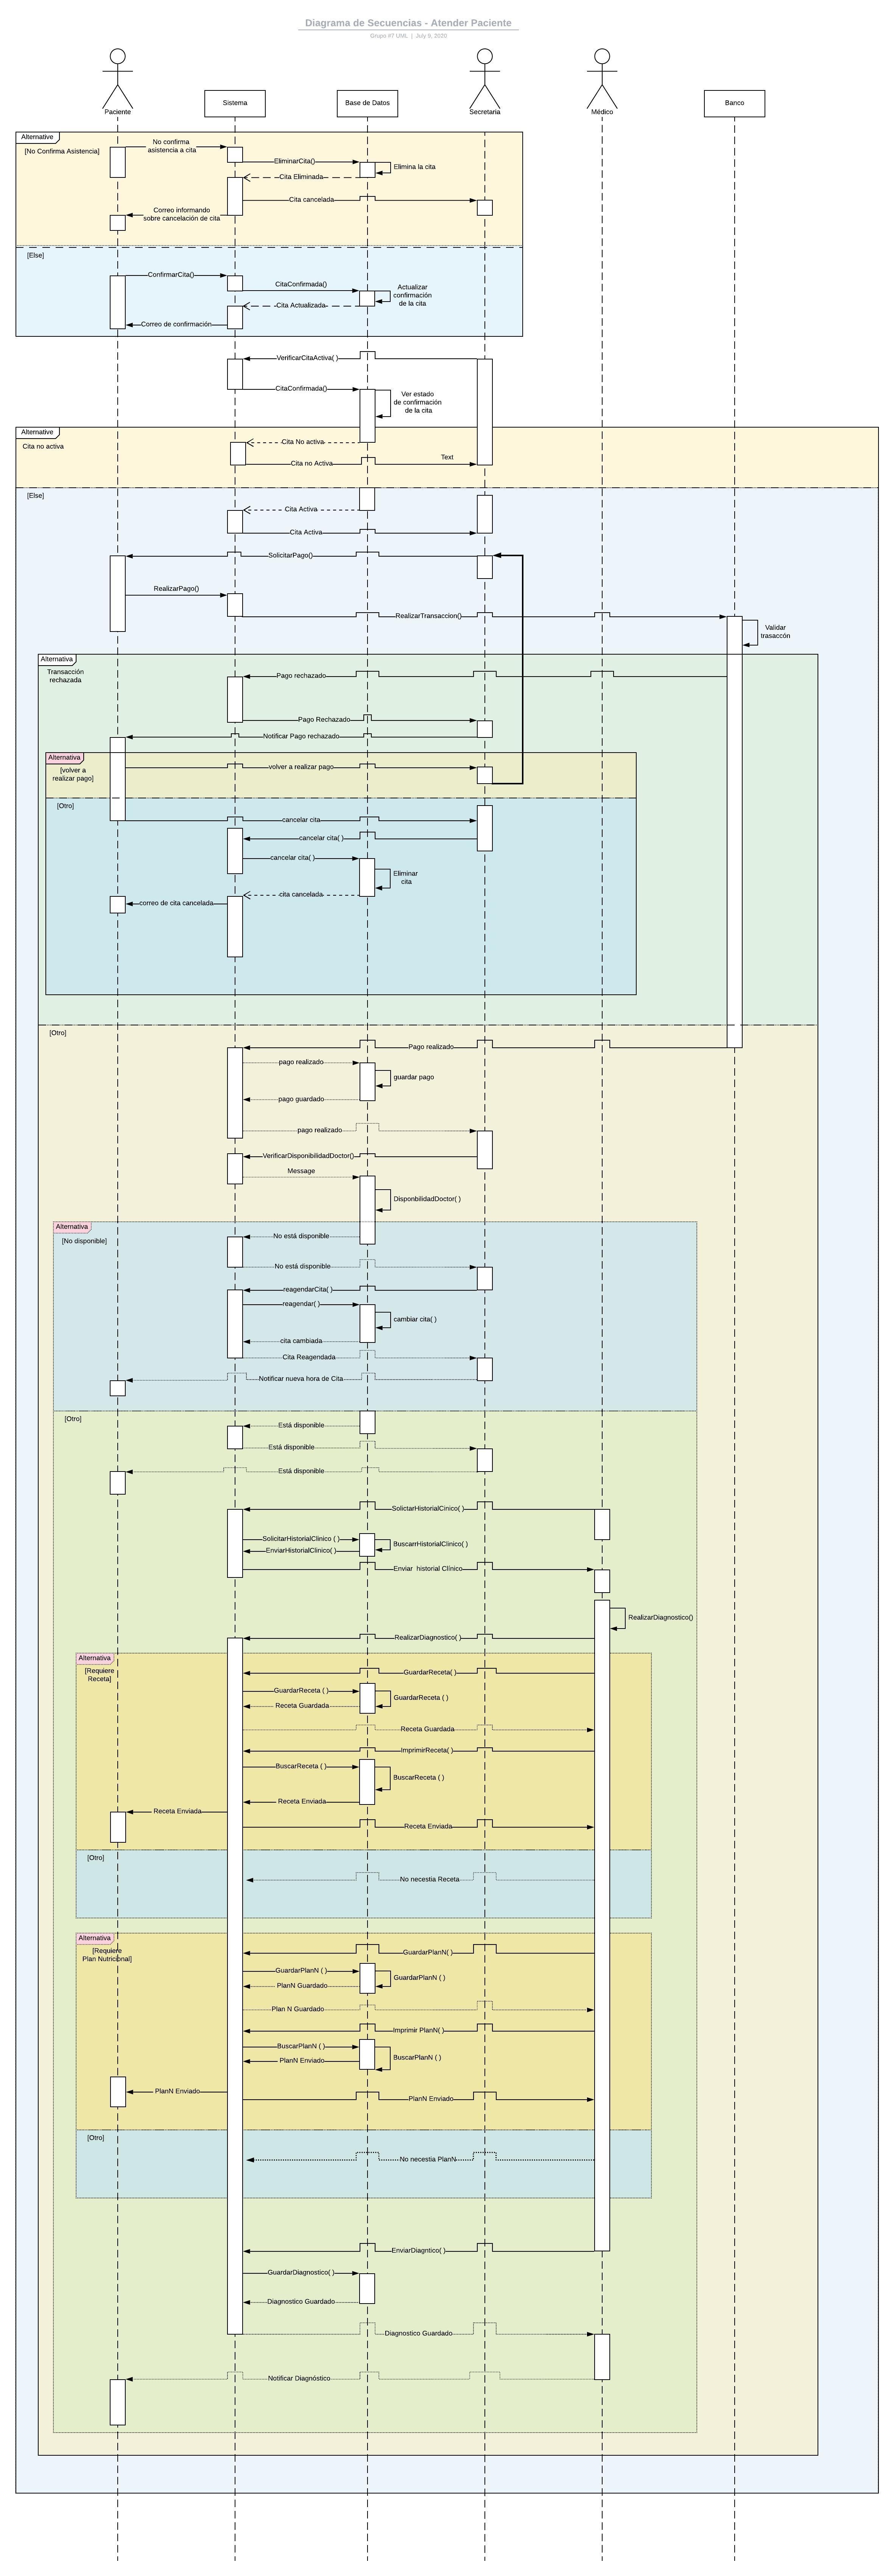 Diagrama de Secuencias - Atender Paciente
Grupo #7 UML | July 9, 2020
Paciente
Sistema
Base de Datos
Secretaria
Médico
Banco
Alternative
[No Confirma Asistencia]
No confirma
asistencia a cita
EliminarCita()
Elimina la cita
Cita Eliminada
Cita cancelada
Correo informando
sobre cancelación de cita
[Else]
ConfirmarCita()
CitaConfirmada()
Actualizar
confirmación
de la cita
Cita Actualizada
Correo de confirmación
VerificarCitaActiva( )
CitaConfirmada()
Ver estado
de confirmación
de la cita
Alternative
Cita no activa
Cita No activa
Text
Cita no Activa
[Else]
Cita Activa
Cita Activa
SolicitarPago()
RealizarPago()
RealizarTransaccion()
Validar
trasaccón
Alternativa
Transacción
rechazada
Pago rechazado
Pago Rechazado
Notificar Pago rechazado
Alternativa
[volver a
realizar pago]
volver a realizar pago
[Otro]
cancelar cita
cancelar cita( )
cancelar cita( )
Eliminar
cita
cita cancelada
correo de cita cancelada
[Otro]
Pago realizado
pago realizado
guardar pago
pago guardado
pago realizado
VerificarDisponibilidadDoctor()
Message
DisponbilidadDoctor( )
Alternativa
[No disponible]
No está disponible
No está disponible
reagendarCita( )
reagendar( )
cambiar cita( )
cita cambiada
Cita Reagendada
Notificar nueva hora de Cita
[Otro]
Está disponible
Está disponible
Está disponible
SolictarHistorialCinico( )
SolicitarHistorialClínico ( )
BuscarrHistorialClínico( )
EnviarHistorialClínico( )
Enviar historial Clínico
RealizarDiagnostico()
RealizarDiagnostico( )
Alternativa
[Requiere
Receta]
GuardarReceta( )
GuardarReceta ( )
GuardarReceta ( )
Receta Guardada
Receta Guardada
ImprimirReceta( )
BuscarReceta ( )
BuscarReceta ( )
Receta Enviada
Receta Enviada
Receta Enviada
[Otro]
No necestia Receta
Alternativa
[Requiere
Plan Nutricional]
GuardarPlanN( )
GuardarPlanN ( )
GuardarPlanN ( )
PlanN Guardado
Plan N Guardado
Imprimir PlanN( )
BuscarPlanN ( )
BuscarPlanN ( )
PlanN Enviado
PlanN Enviado
PlanN Enviado
[Otro]
No necestia PlanN
EnviarDiagntico( )
GuardarDiagnostico( )
Diagnostico Guardado
Diagnostico Guardado
Notificar Diagnóstico